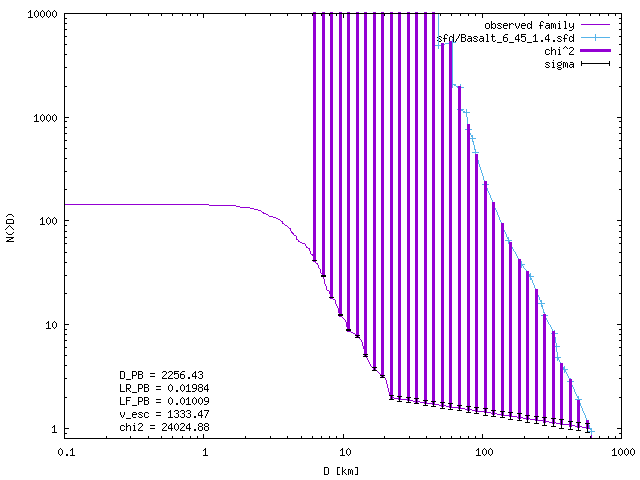 10000
1000
100
10
1
N(>D)
observed family
sfd/Basalt_6_45_1.4.sfd
chi^2
sigma
D_PB = 2256.43
LR_PB = 0.01984
LF_PB = 0.01009
v_esc = 1333.47
chi2 = 24024.88
0.1 1 10 100 1000
D [km]